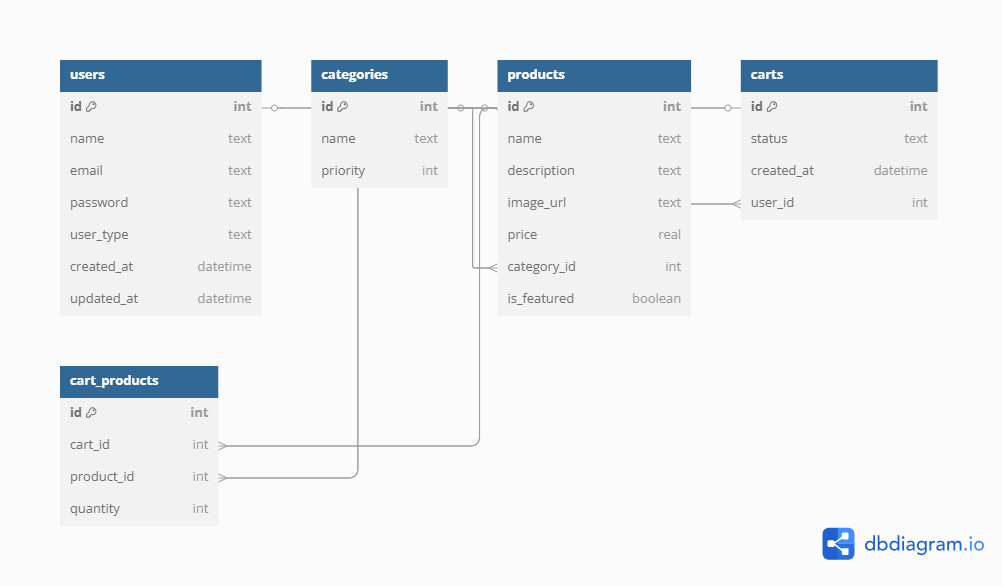 users
id int
name text
email text
password text
user_type text
created_at datetime
updated_at datetime
categories
id int
name text
priority int
products
id int
name text
description text
image_url text
price real
category_id int
is_featured boolean
carts
id int
status text
created_at datetime
user_id int
cart_products
id int
cart_id int
product_id int
quantity int
dbdiagram.io